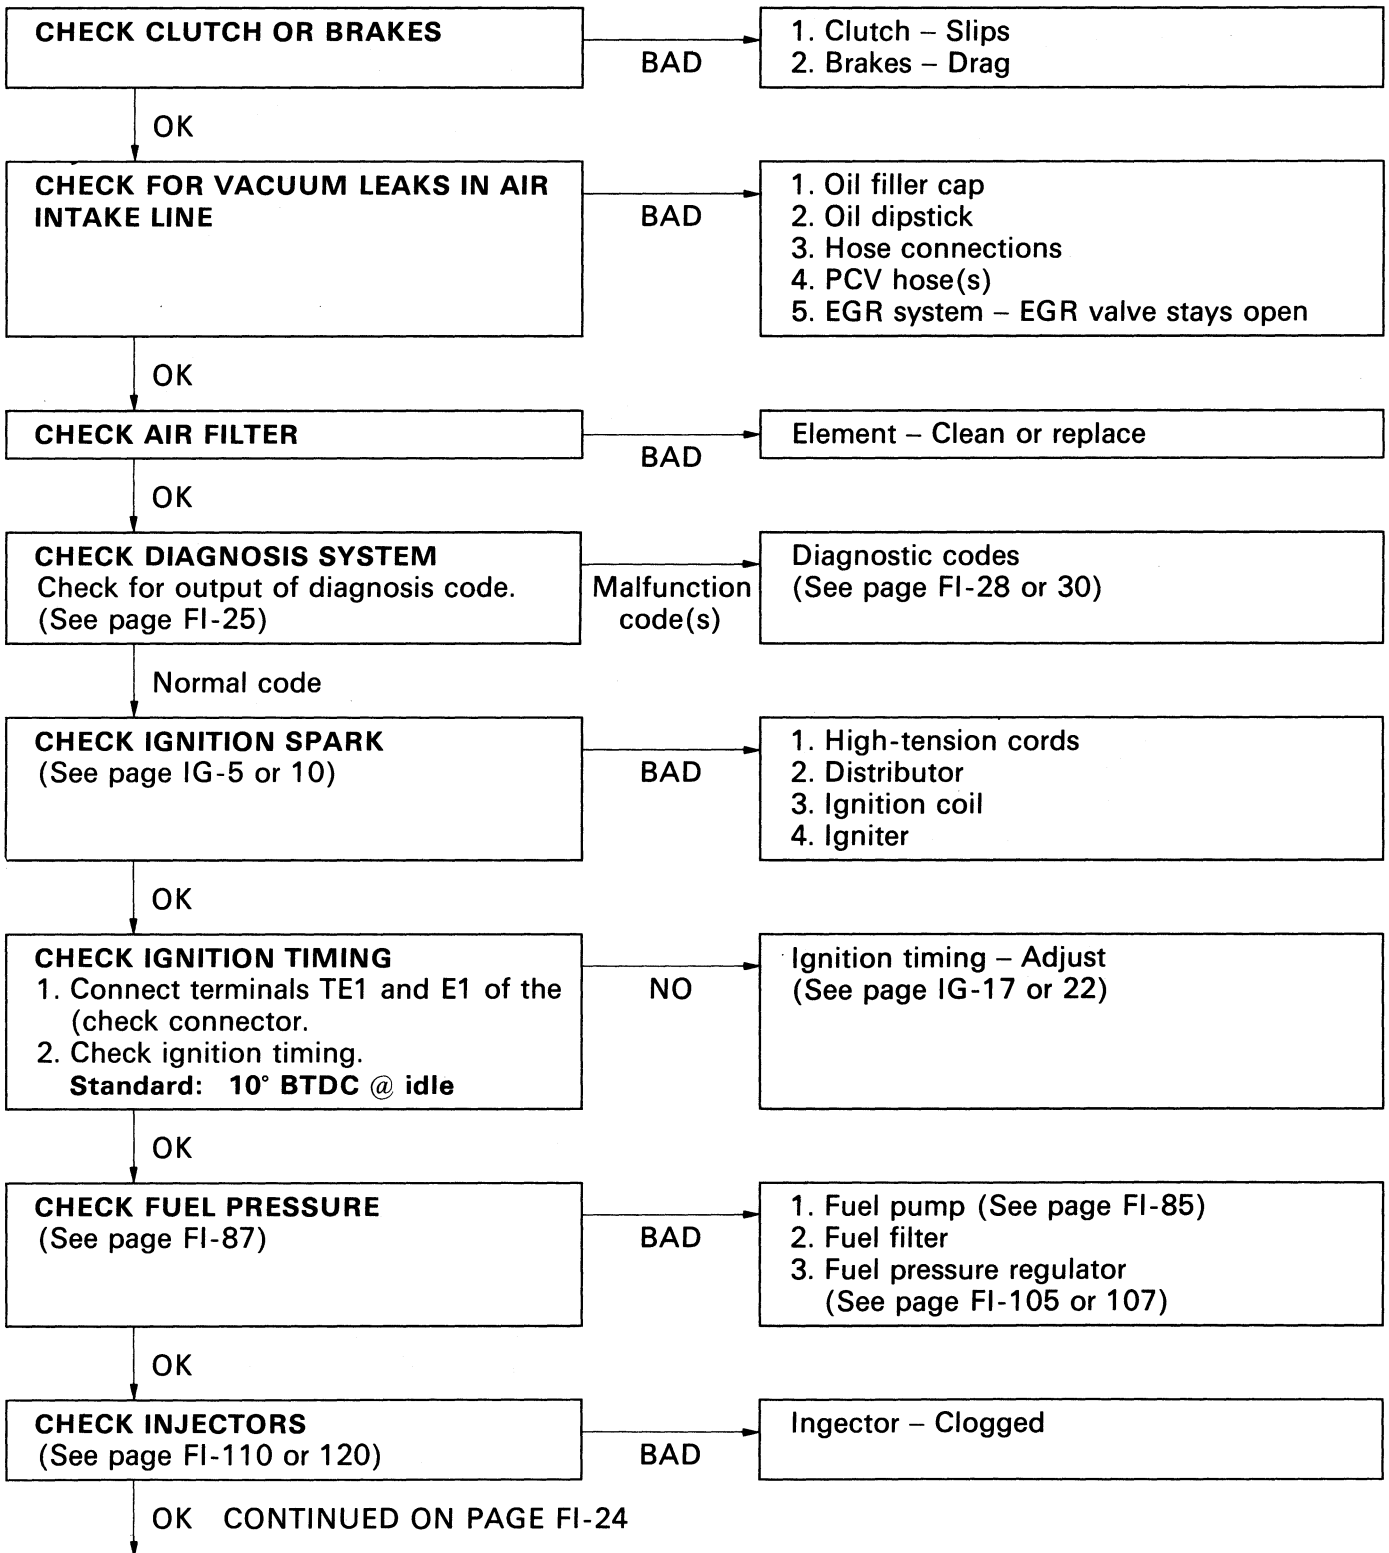 CHECK CLUTCH OR BRAKES
BAD
1. Clutch – Slips
2. Brakes – Drag
OK
CHECK FOR VACUUM LEAKS IN AIR
INTAKE LINE
BAD
1. Oil filler cap
2. Oil dipstick
3. Hose connections
4. PCV hose(s)
5. EGR system – EGR valve stays open
OK
CHECK AIR FILTER
BAD
Element – Clean or replace
OK
CHECK DIAGNOSIS SYSTEM
Check for output of diagnosis code.
(See page FI-25)
Malfunction
code(s)
Diagnostic codes
(See page FI-28 or 30)
Normal code
CHECK IGNITION SPARK
(See page IG-5 or 10)
BAD
1. High-tension cords
2. Distributor
3. Ignition coil
4. Igniter
OK
CHECK IGNITION TIMING
1. Connect terminals TE1 and E1 of the
(check connector.
2. Check ignition timing.
Standard: 10° BTDC @ idle
NO
Ignition timing – Adjust
(See page IG-17 or 22)
OK
CHECK FUEL PRESSURE
(See page FI-87)
BAD
1. Fuel pump (See page FI-85)
2. Fuel filter
3. Fuel pressure regulator
(See page FI-105 or 107)
OK
CHECK INJECTORS
(See page FI-110 or 120)
BAD
Ingector – Clogged
OK CONTINUED ON PAGE FI-24